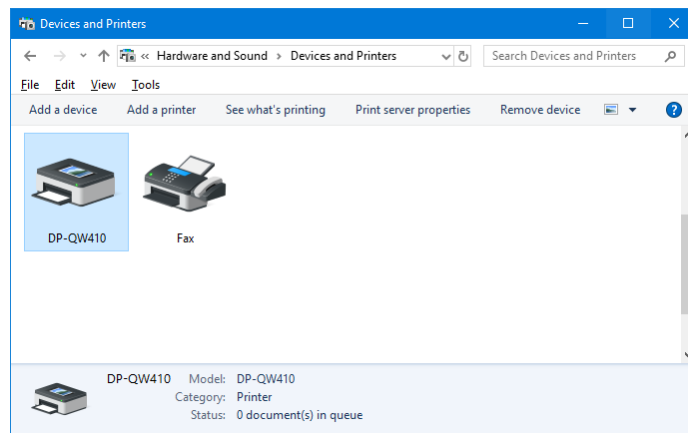 Devices and Printers
« Hardware and Sound > Devices and Printers
Search Devices and Printers
File Edit View Tools
Add a device Add a printer See what's printing Print server properties Remove device
DP-QW410 Fax
DP-QW410 Model: DP-QW410
Category: Printer
Status: 0 document(s) in queue